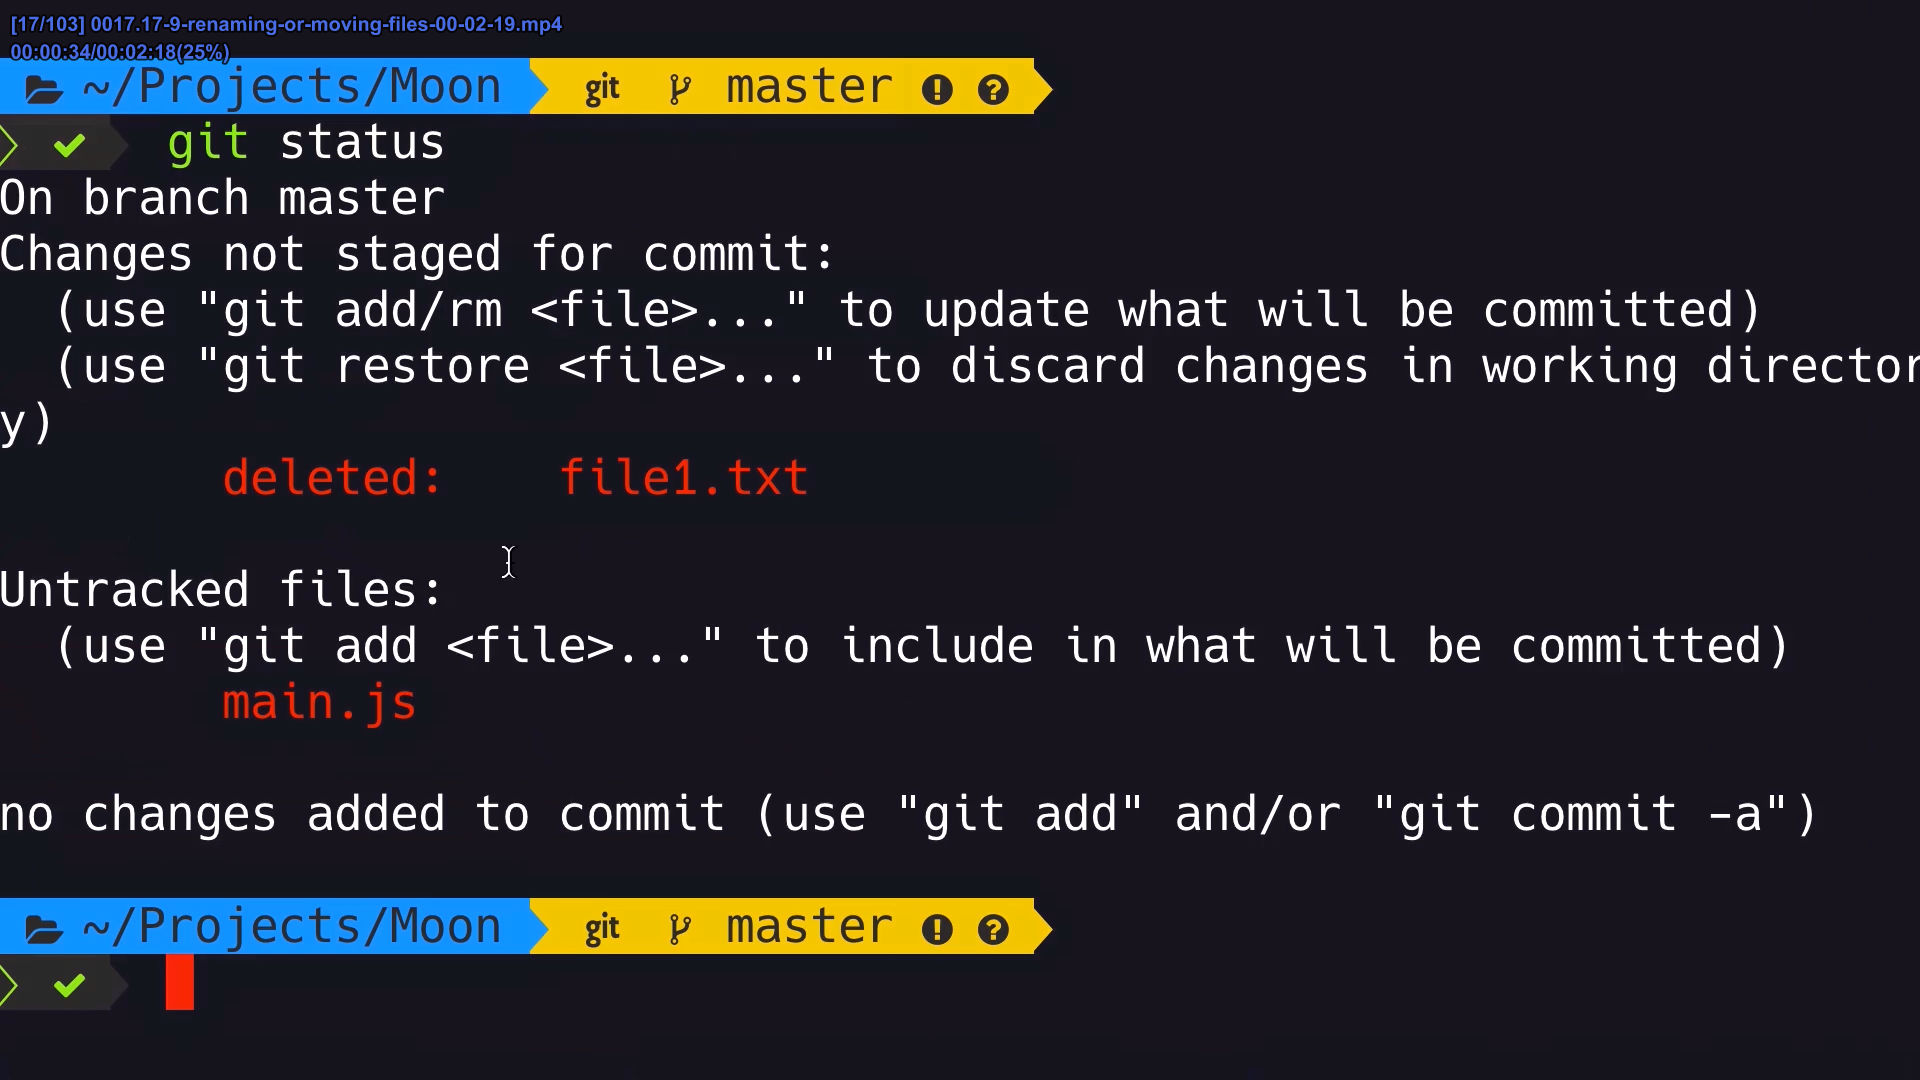 [17/103] 0017.17-9-renaming-or-moving-files-00-02-19.mp4
00:00:34/00:02:18(25%)
~/Projects/Moon git master
git status
On branch master
Changes not staged for commit:
(use "git add/rm <file>..." to update what will be committed)
(use "git restore <file>..." to discard changes in working director
y)
deleted: file1.txt
Untracked files:
(use "git add <file>..." to include in what will be committed)
main.js
no changes added to commit (use "git add" and/or "git commit -a")
~/Projects/Moon git master